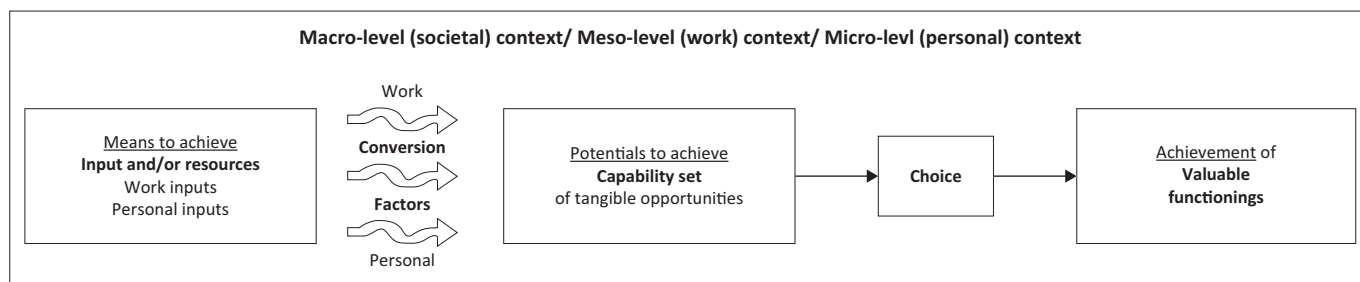 Macro-level (societal) context/ Meso-level (work) context/ Micro-levl (personal) context
Means to achieve
Input and/or resources
Work inputs
Personal inputs
Work
Conversion
Factors
Personal
Potentials to achieve
Capability set
of tangible opportunities
Choice
Achievement of
Valuable
functionings